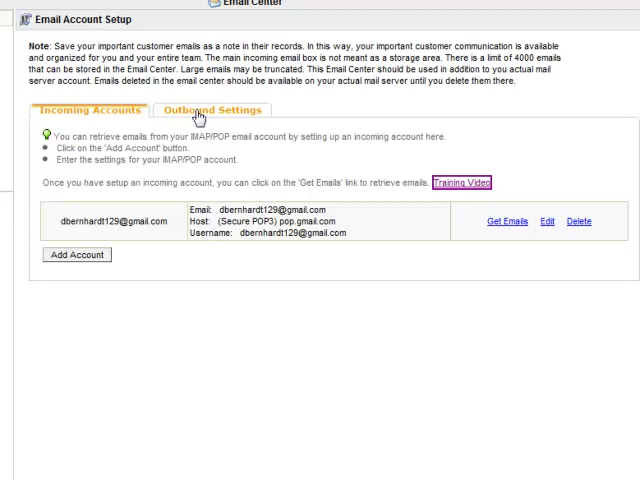 Email Center
Email Account Setup
Note: Save your important customer emails as a note in their records. In this way, your important customer communication is available
and organized for you and your entire team. The main incoming email box is not meant as a storage area. There is a limit of 4000 emails
that can be stored in the Email Center. Large emails may be truncated. This Email Center should be used in addition to you actual mail
server account. Emails deleted in the email center should be available on your actual mail server until you delete them there.
Incoming Accounts Outbound Settings
You can retrieve emails from your IMAP/POP email account by setting up an incoming account here.
Click on the 'Add Account' button.
Enter the settings for your IMAP/POP account.
Once you have setup an incoming account, you can click on the 'Get Emails' link to retrieve emails. Training Video
Email: dbernhardt129@gmail.com
dbernhardt129@gmail.com Host: (Secure POP3) pop.gmail.com Get Emails Edit Delete
Username: dbernhardt129@gmail.com
Add Account